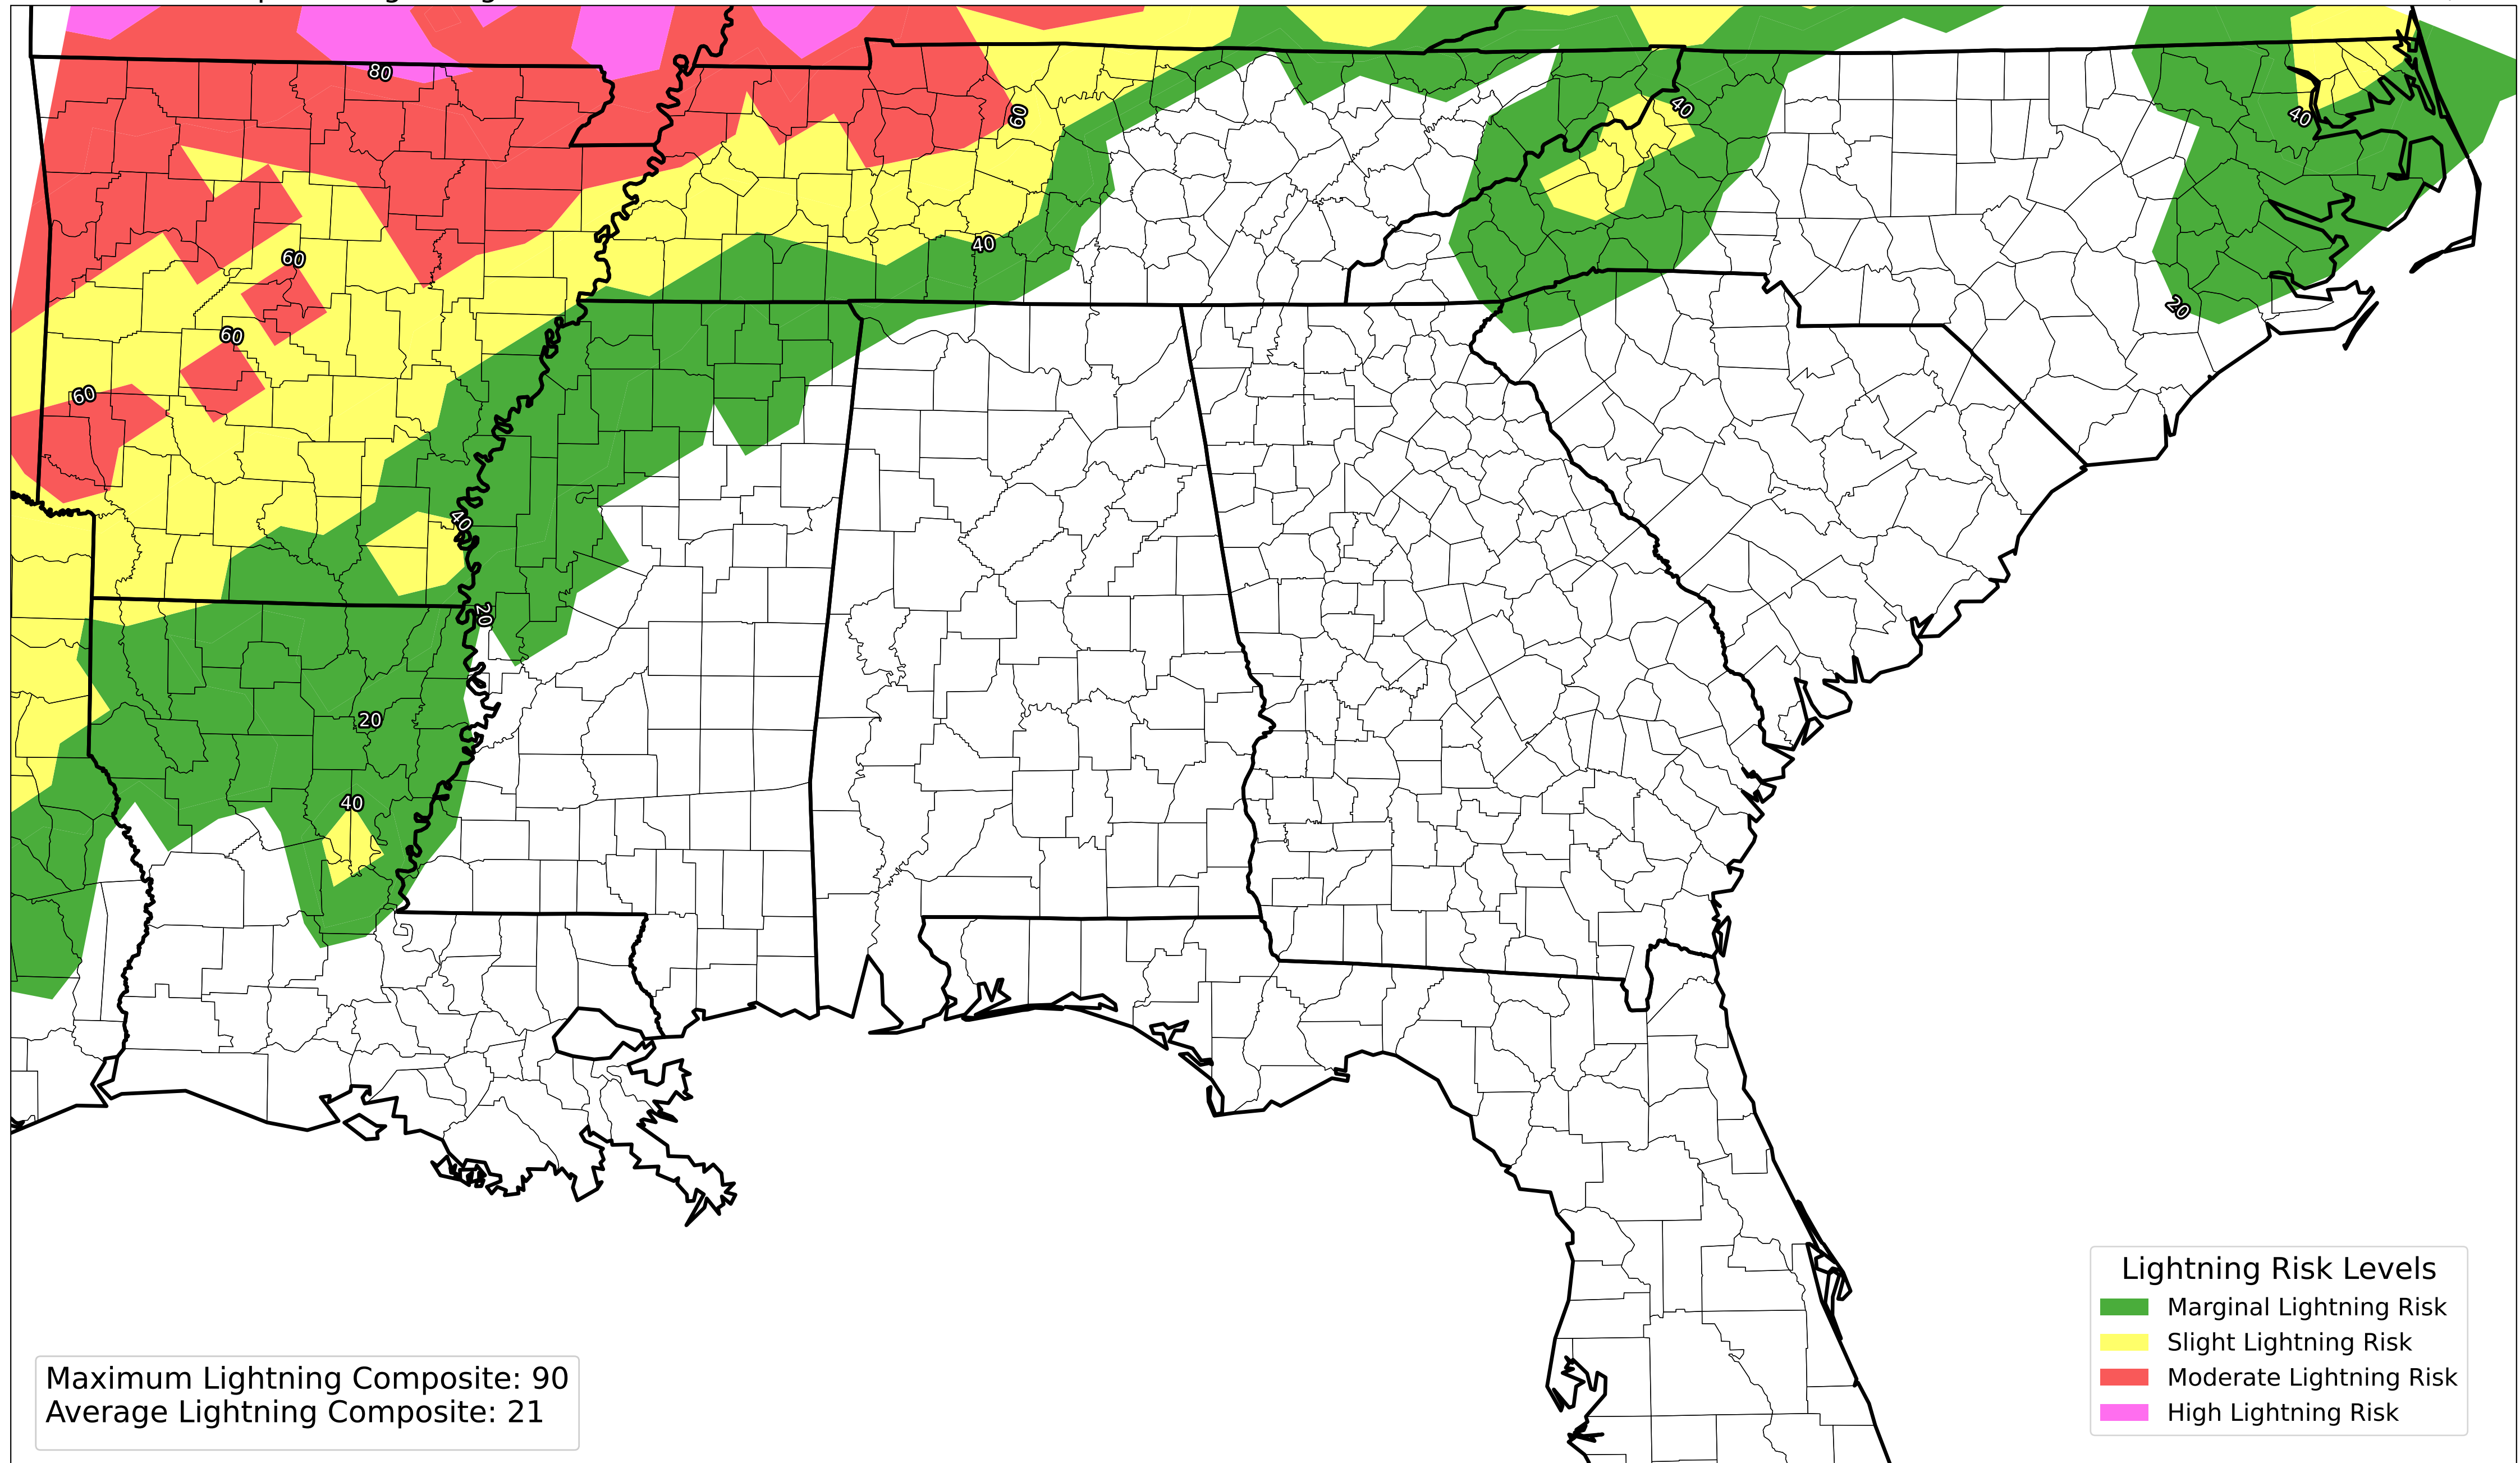 80
60
40
40
60
40
60
20
60
40
20
20
40
Lightning Risk Levels
Marginal Lightning Risk
Slight Lightning Risk
Moderate Lightning Risk
High Lightning Risk
Maximum Lightning Composite: 90
Average Lightning Composite: 21